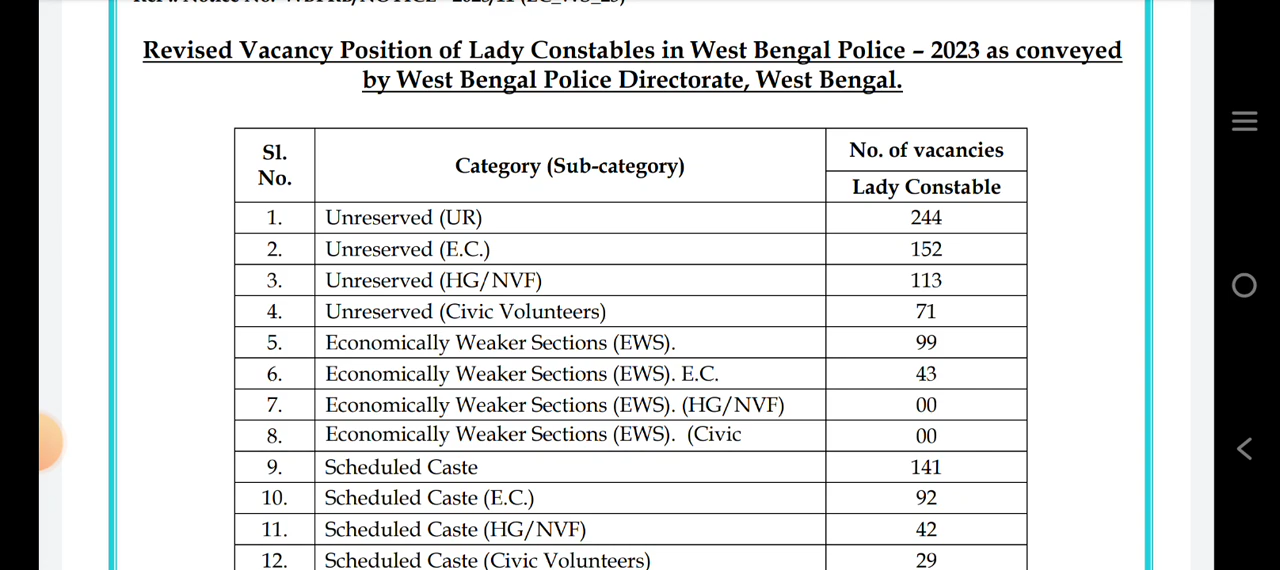 Revised Vacancy Position of Lady Constables in West Bengal Police – 2023 as conveyed
by West Bengal Police Directorate, West Bengal.
Sl. No. Category (Sub-category) No. of vacancies
Lady Constable
1. Unreserved (UR) 244
2. Unreserved (E.C.) 152
3. Unreserved (HG/NVF) 113
4. Unreserved (Civic Volunteers) 71
5. Economically Weaker Sections (EWS). 99
6. Economically Weaker Sections (EWS). E.C. 43
7. Economically Weaker Sections (EWS). (HG/NVF) 00
8. Economically Weaker Sections (EWS). (Civic 00
9. Scheduled Caste 141
10. Scheduled Caste (E.C.) 92
11. Scheduled Caste (HG/NVF) 42
12. Scheduled Caste (Civic Volunteers) 29